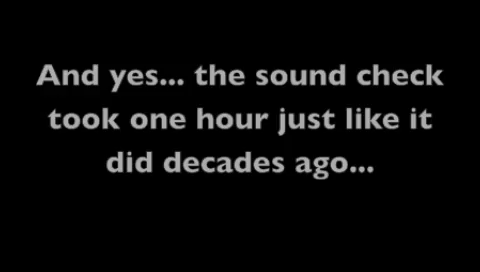 And yes... the sound check
took one hour just like it
did decades ago...